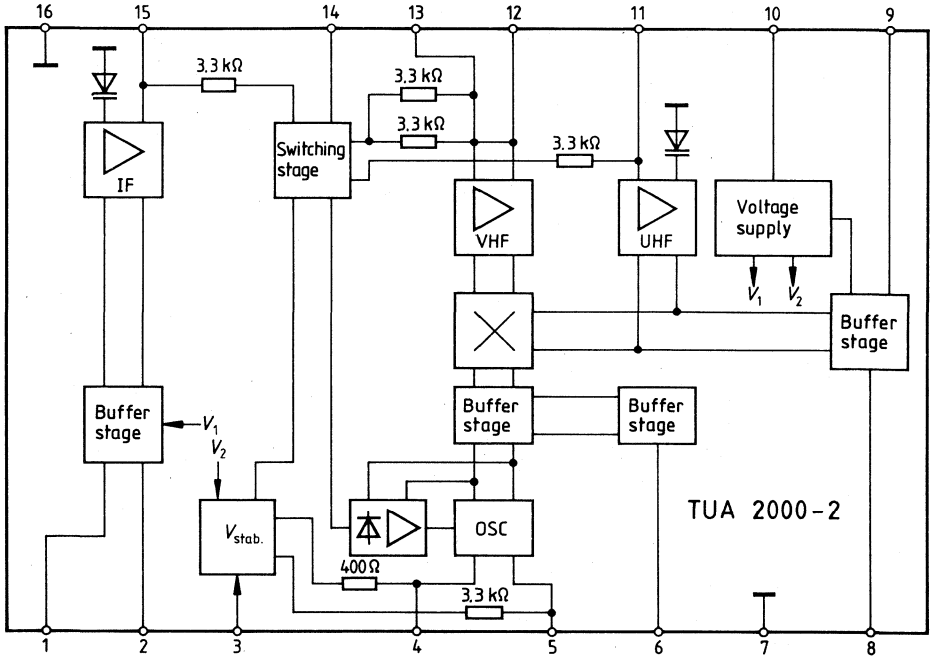 16 15 14 13 12 11 10 9
3,3 kΩ
3,3 kΩ
3,3 kΩ
3,3 kΩ
Switching
stage
IF
VHF
UHF
Voltage
supply
V1 V2
Buffer
stage
Buffer
stage
V1
V2
Buffer
stage
Buffer
stage
Vstab.
OSC
TUA 2000-2
400 Ω
3,3 kΩ
1 2 3 4 5 6 7 8